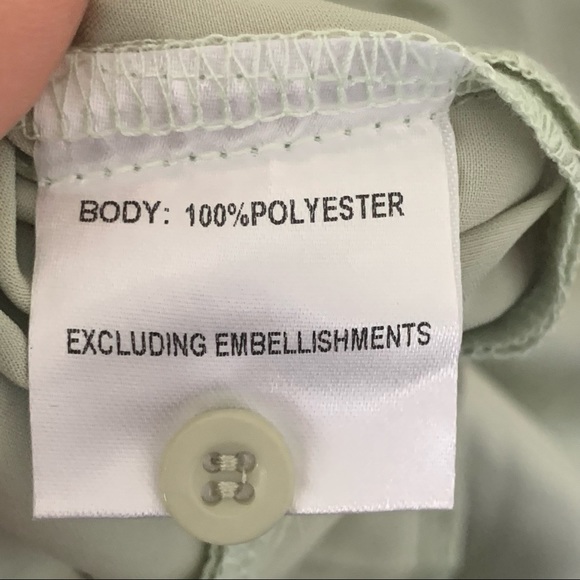 BODY: 100%POLYESTER
EXCLUDING EMBELLISHMENTS